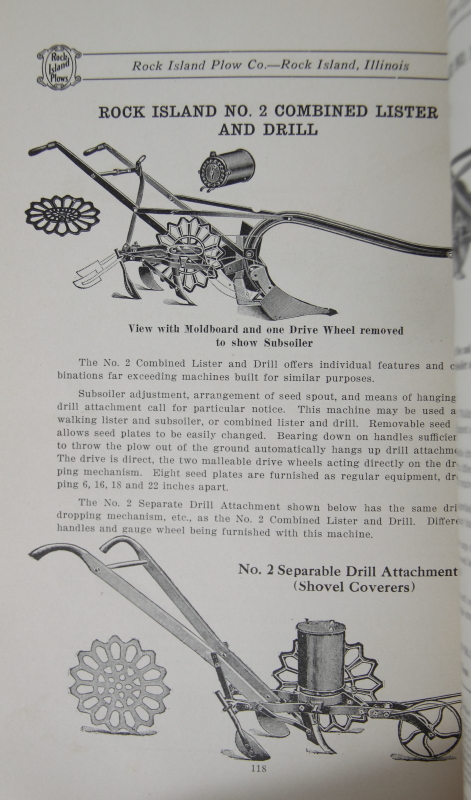 Rock
Island
Plows
Rock Island Plow Co.—Rock Island, Illinois
ROCK ISLAND NO. 2 COMBINED LISTER
AND DRILL
View with Moldboard and one Drive Wheel removed
to show Subsoiler
The No. 2 Combined Lister and Drill offers individual features and
binations far exceeding machines built for similar purposes.
Subsoiler adjustment, arrangement of seed spout, and means of hanging
drill attachment call for particular notice. This machine may be used
walking lister and subsoiler, or combined lister and drill. Removable seed
allows seed plates to be easily changed. Bearing down on handles sufficien
to throw the plow out of the ground automatically hangs up drill attachme
The drive is direct, the two malleable drive wheels acting directly on the dr
ping mechanism. Eight seed plates are furnished as regular equipment, dr
ping 6, 16, 18 and 22 inches apart.
The No. 2 Separate Drill Attachment shown below has the same dri
dropping mechanism, etc., as the No. 2 Combined Lister and Drill. Differe
handles and gauge wheel being furnished with this machine.
No. 2 Separable Drill Attachment
(Shovel Coverers)
118